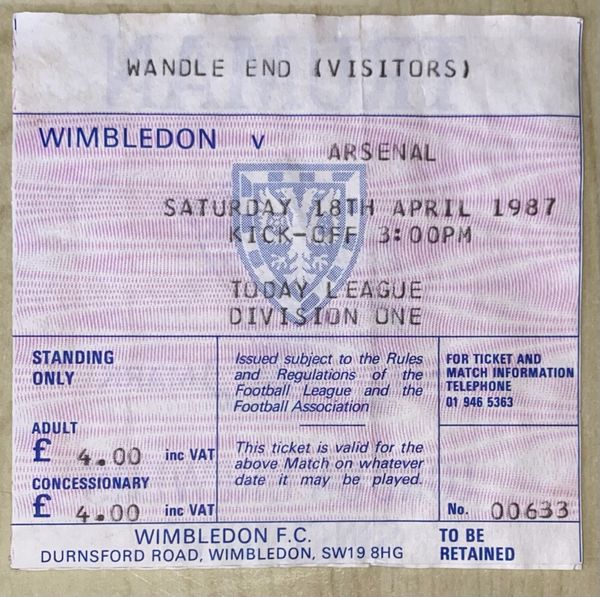 WANDLE END (VISITORS)
WIMBLEDON v ARSENAL
SATURDAY 18TH APRIL 1987
KICK-OFF 3:00PM
TODAY LEAGUE
DIVISION ONE
STANDING
ONLY
ADULT
£ 4.00 inc VAT
CONCESSIONARY
£ 4.00 inc VAT
Issued subject to the Rules
and Regulations of the
Football League and the
Football Association
This ticket is valid for the
above Match on whatever
date it may be played.
FOR TICKET AND
MATCH INFORMATION
TELEPHONE
01 946 5363
No. 00633
WIMBLEDON F.C.
DURNSFORD ROAD, WIMBLEDON, SW19 8HG
TO BE
RETAINED